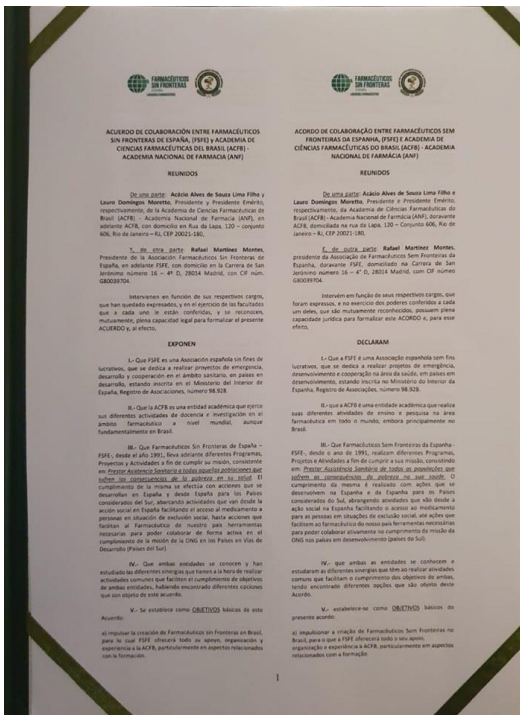 FARMACÉUTICOS
SIN FRONTERAS
ACUERDO DE COLABORACIÓN ENTRE FARMACÉUTICOS
SIN FRONTERAS DE ESPAÑA, (FSFE) y ACADEMIA DE
CIENCIAS FARMACÉUTICAS DEL BRASIL (ACFB) -
ACADEMIA NACIONAL DE FARMACIA (ANF)
REUNIDOS
De una parte: Acácio Alves de Souza Lima Filho y
Lauro Domingos Moretto, Presidente y Presidente Emérito,
respectivamente, de la Academia de Ciencias Farmacéuticas de
Brasil (ACFB) - Academia Nacional de Farmacia (ANF), en
adelante ACFB, con domicilio en Rua da Lapa, 120 – conjunto
606, Rio de Janeiro – RJ, CEP 20021-180,
Y, de otra parte: Rafael Martínez Montes,
Presidente de la Asociación Farmacéuticos Sin Fronteras de
España, en adelante FSFE, con domicilio en la Carrera de San
Jerónimo número 16 – 4º D, 28014 Madrid, con CIF núm.
G80039704.
Intervienen en función de sus respectivos cargos,
que han quedado expresados, y en el ejercicio de las facultades
que a cada uno le están conferidas, y se reconocen,
mutuamente, plena capacidad legal para formalizar el presente
ACUERDO y, al efecto,
EXPONEN
I.- Que FSFE es una Asociación española sin fines de
lucrativos, que se dedica a realizar proyectos de emergencia,
desarrollo y cooperación en el ámbito sanitario, en países en
desarrollo, estando inscrita en el Ministerio del Interior de
España, Registro de Asociaciones, número 98.928.
II.- Que la ACFB es una entidad académica que ejerce
sus diferentes actividades de docencia e investigación en el
ámbito farmacéutico a nivel mundial, aunque
fundamentalmente en Brasil.
III.- Que Farmacéuticos Sin Fronteras de España –
FSFE-, desde el año 1991, lleva adelante diferentes Programas,
Proyectos y Actividades a fin de cumplir su misión, consistente
en: Prestar Asistencia Sanitaria a todas aquellas poblaciones que
sufren las consecuencias de la pobreza en su salud. El
cumplimiento de la misma se efectúa con acciones que se
desarrollan en España y desde España para los Países
considerados del Sur, abarcando actividades que van desde la
acción social en España facilitando el acceso al medicamento a
personas en situación de exclusión social, hasta acciones que
facilitan al Farmacéutico de nuestro país herramientas
necesarias para poder colaborar de forma activa en el
cumplimiento de la misión de la ONG en los Países en Vías de
Desarrollo (Países del Sur).
IV.- Que ambas entidades se conocen y han
estudiado las diferentes sinergias que tienen a la hora de realizar
actividades comunes que faciliten el cumplimiento de objetivos
de ambas entidades, habiendo encontrado diferentes opciones
que son objeto de este acuerdo.
V.- Se establece como OBJETIVOS básicos de este
Acuerdo:
a) impulsar la creación de Farmacéuticos sin Fronteras en Brasil,
para lo cual FSFE ofrecerá todo su apoyo, organización y
experiencia a la ACFB, particularmente en aspectos relacionados
con la formación.
FARMACÉUTICOS
SIN FRONTERAS
ACORDO DE COLABORAÇÃO ENTRE FARMACÊUTICOS SEM
FRONTEIRAS DA ESPANHA, (FSFE) E ACADEMIA DE
CIÊNCIAS FARMACÊUTICAS DO BRASIL (ACFB) - ACADEMIA
NACIONAL DE FARMÁCIA (ANF)
REUNIDOS
De uma parte: Acácio Alves de Souza Lima Filho e
Lauro Domingos Moretto, Presidente e Presidente Emérito,
respectivamente, da Academia de Ciências Farmacêuticas do
Brasil (ACFB) - Academia Nacional de Farmácia (ANF), doravante
ACFB, domiciliada na rua da Lapa, 120 – Conjunto 606, Rio de
Janeiro – RJ, CEP 20021-180,
E, de outra parte: Rafael Martínez Montes,
presidente da Associação de Farmacêuticos Sem Fronteiras da
Espanha, doravante FSFE, domiciliado na Carrera de San
Jerónimo número 16 – 4° D, 28014 Madrid, com CIF número
G80039704.
Intervém em função de seus respectivos cargos, que
foram expressos, e no exercício dos poderes conferidos a cada
um deles, que são mutuamente reconhecidos, possuem plena
capacidade jurídica para formalizar este ACORDO e, para esse
efeito,
DECLARAM
I.- Que a FSFE é uma Associação espanhola sem fins
lucrativos, que se dedica a realizar projetos de emergência,
desenvolvimento e cooperação na área da saúde, em países em
desenvolvimento, estando inscrita no Ministério do Interior da
Espanha, Registro de Associações, número 98.928.
II.- que a ACFB é uma entidade acadêmica que realiza
suas diferentes atividades de ensino e pesquisa na área
farmacêutica em todo o mundo, embora principalmente no
Brasil.
III.- Que Farmacêuticos Sem Fronteiras da Espanha-
FSFE-, desde o ano de 1991, realizam diferentes Programas,
Projetos e Atividades a fim de cumprir a sua missão, consistindo
em: Prestar Assistência Sanitária de todas as populações que
sofrem as consequências da pobreza na sua saúde. O
cumprimento da mesma é realizado com ações que se
desenvolvem na Espanha e da Espanha para os Países
considerados do Sul, abrangendo atividades que vão desde a
ação social na Espanha facilitando o acesso ao medicamento
para as pessoas em situações de exclusão social, até ações que
facilitam ao farmacêutico do nosso país ferramentas necessárias
para poder colaborar ativamente no cumprimento da missão da
ONG nos países em desenvolvimento (países do Sul).
IV.- que ambas as entidades se conhecem e
estudaram as diferentes sinergias que têm ao realizar atividades
comuns que facilitam o cumprimento dos objetivos de ambas,
tendo encontrado diferentes opções que são objeto deste
Acordo.
V.- estabelece-se como OBJETIVOS básicos do
presente acordo:
a) impulsionar a criação de Farmacêuticos Sem Fronteiras no
Brasil, para o que a FSFE oferecerá todo o seu apoio,
organização e experiência à ACFB, particularmente em aspectos
relacionados com a formação.
1